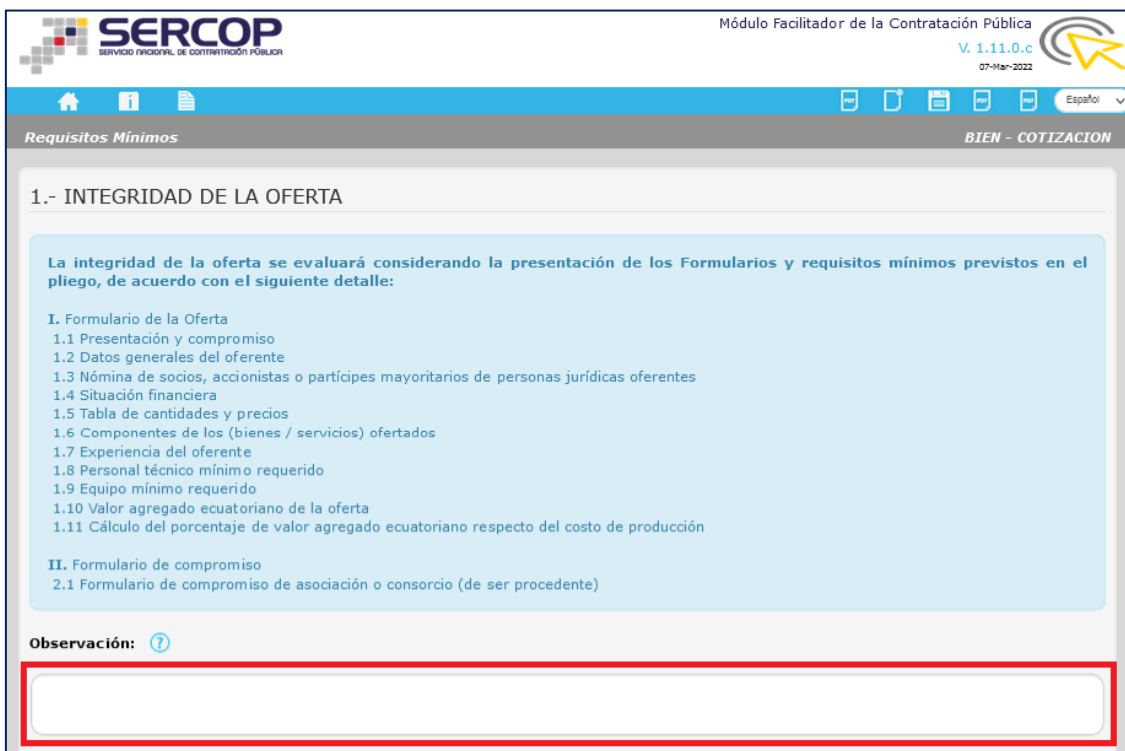 SERCOP
SERVICIO NACIONAL DE CONTRATACIÓN PÚBLICA
Módulo Facilitador de la Contratación Pública
V. 1.11.0.c
07-Mar-2022
PDF
PDF
PDF
Español
Requisitos Mínimos
BIEN - COTIZACION
1.- INTEGRIDAD DE LA OFERTA
La integridad de la oferta se evaluará considerando la presentación de los Formularios y requisitos mínimos previstos en el
pliego, de acuerdo con el siguiente detalle:
I. Formulario de la Oferta
1.1 Presentación y compromiso
1.2 Datos generales del oferente
1.3 Nómina de socios, accionistas o partícipes mayoritarios de personas jurídicas oferentes
1.4 Situación financiera
1.5 Tabla de cantidades y precios
1.6 Componentes de los (bienes / servicios) ofertados
1.7 Experiencia del oferente
1.8 Personal técnico mínimo requerido
1.9 Equipo mínimo requerido
1.10 Valor agregado ecuatoriano de la oferta
1.11 Cálculo del porcentaje de valor agregado ecuatoriano respecto del costo de producción
II. Formulario de compromiso
2.1 Formulario de compromiso de asociación o consorcio (de ser procedente)
Observación: ?